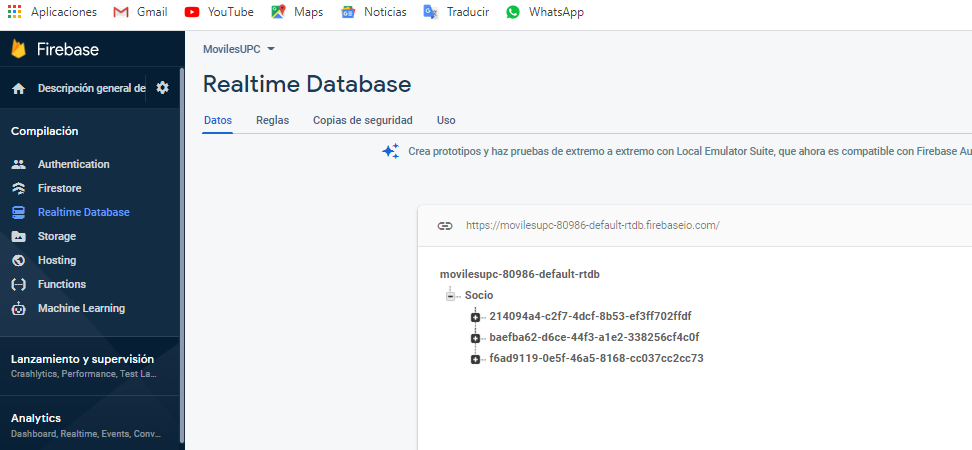 Aplicaciones Gmail YouTube Maps Noticias Traducir WhatsApp
Firebase
Descripción general de
Compilación
Authentication
Firestore
Realtime Database
Storage
Hosting
Functions
Machine Learning
Lanzamiento y supervisión
Crashlytics, Performance, Test La...
Analytics
Dashboard, Realtime, Events, Conv...
MovilesUPC
Realtime Database
Datos Reglas Copias de seguridad Uso
Crea prototipos y haz pruebas de extremo a extremo con Local Emulator Suite, que ahora es compatible con Firebase Au
https://movilesupc-80986-default-rtdb.firebaseio.com/
movilesupc-80986-default-rtdb
Socio
214094a4-c2f7-4dcf-8b53-ef3ff702ffdf
baefba62-d6ce-44f3-a1e2-338256cf4c0f
f6ad9119-0e5f-46a5-8168-cc037cc2cc73